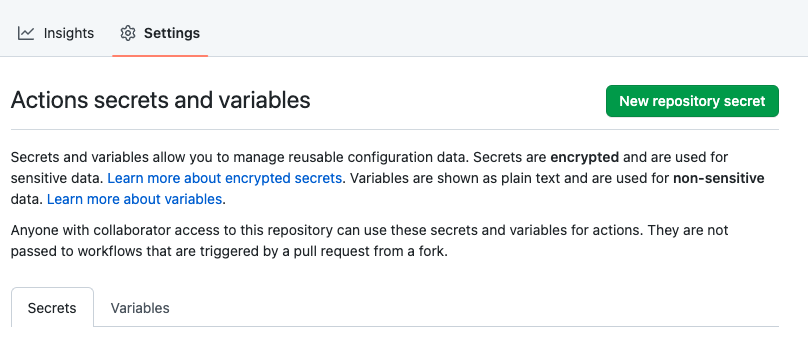 Insights Settings
Actions secrets and variables New repository secret
Secrets and variables allow you to manage reusable configuration data. Secrets are encrypted and are used for
sensitive data. Learn more about encrypted secrets. Variables are shown as plain text and are used for non-sensitive
data. Learn more about variables.
Anyone with collaborator access to this repository can use these secrets and variables for actions. They are not
passed to workflows that are triggered by a pull request from a fork.
Secrets Variables